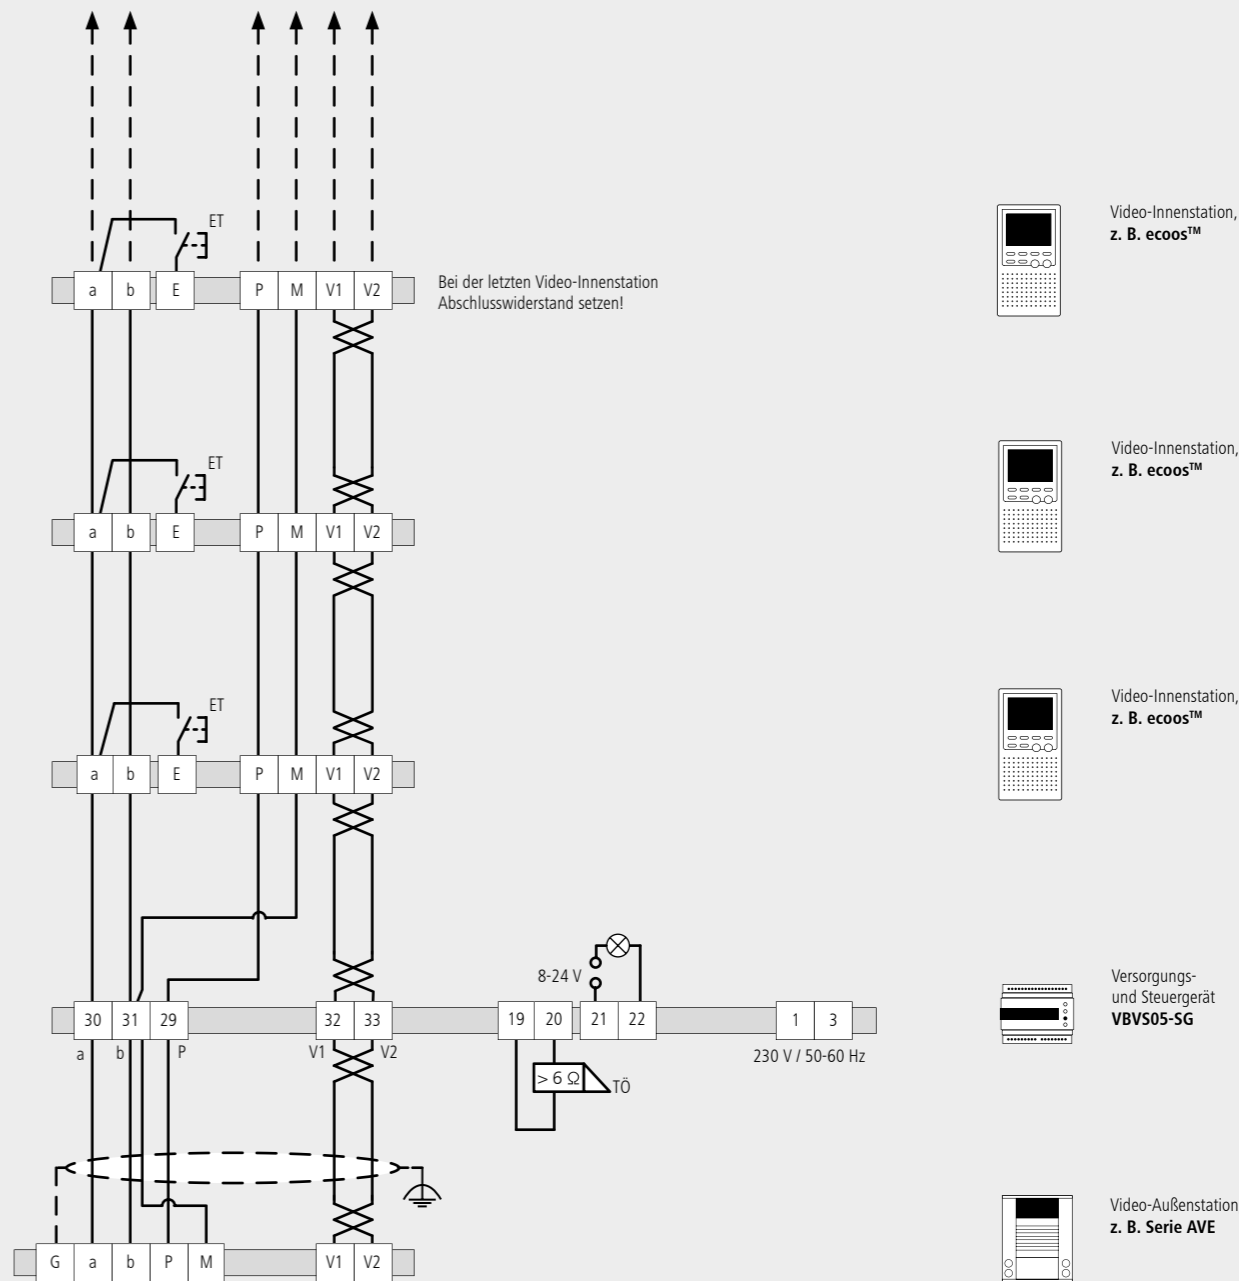 ET
Video-Innenstation,
z. B. ecoos™
a b E P M V1 V2
Bei der letzten Video-Innenstation
Abschlusswiderstand setzen!
ET
Video-Innenstation,
z. B. ecoos™
a b E P M V1 V2
ET
Video-Innenstation,
z. B. ecoos™
a b E P M V1 V2
8-24 V
30 31 29 32 33 19 20 21 22 1 3
a b P V1 V2
230 V / 50-60 Hz
> 6 Ω
TÖ
Versorgungs-
und Steuergerät
VBVS05-SG
Video-Außenstation
z. B. Serie AVE
G a b P M V1 V2